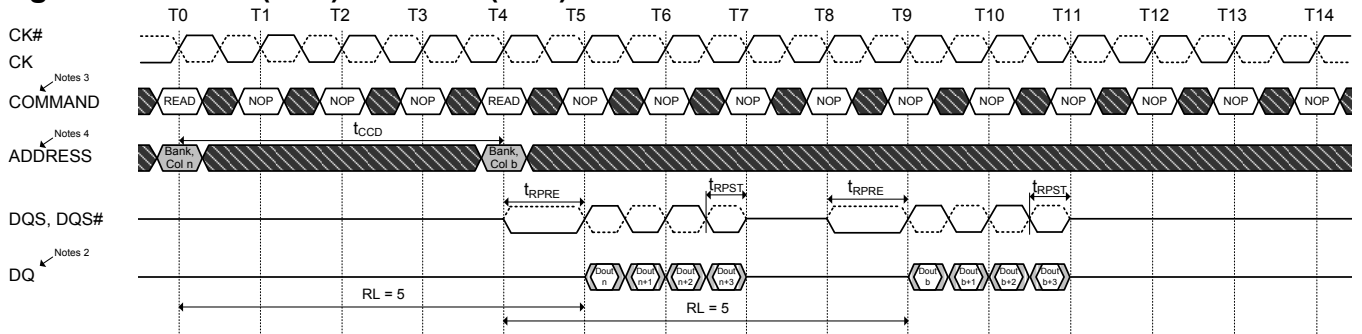 T0 T1 T2 T3 T4 T5 T6 T7 T8 T9 T10 T11 T12 T13 T14
CK#
CK
Notes 3
COMMAND READ NOP NOP NOP READ NOP NOP NOP NOP NOP NOP NOP NOP NOP NOP
tCCD
Notes 4
ADDRESS
Bank, Col n
Bank, Col b
tRPRE tRPST tRPRE tRPST
DQS, DQS#
Notes 2
DQ
Dout n
Dout n+1
Dout n+2
Dout n+3
Dout b
Dout b+1
Dout b+2
Dout b+3
RL = 5
RL = 5